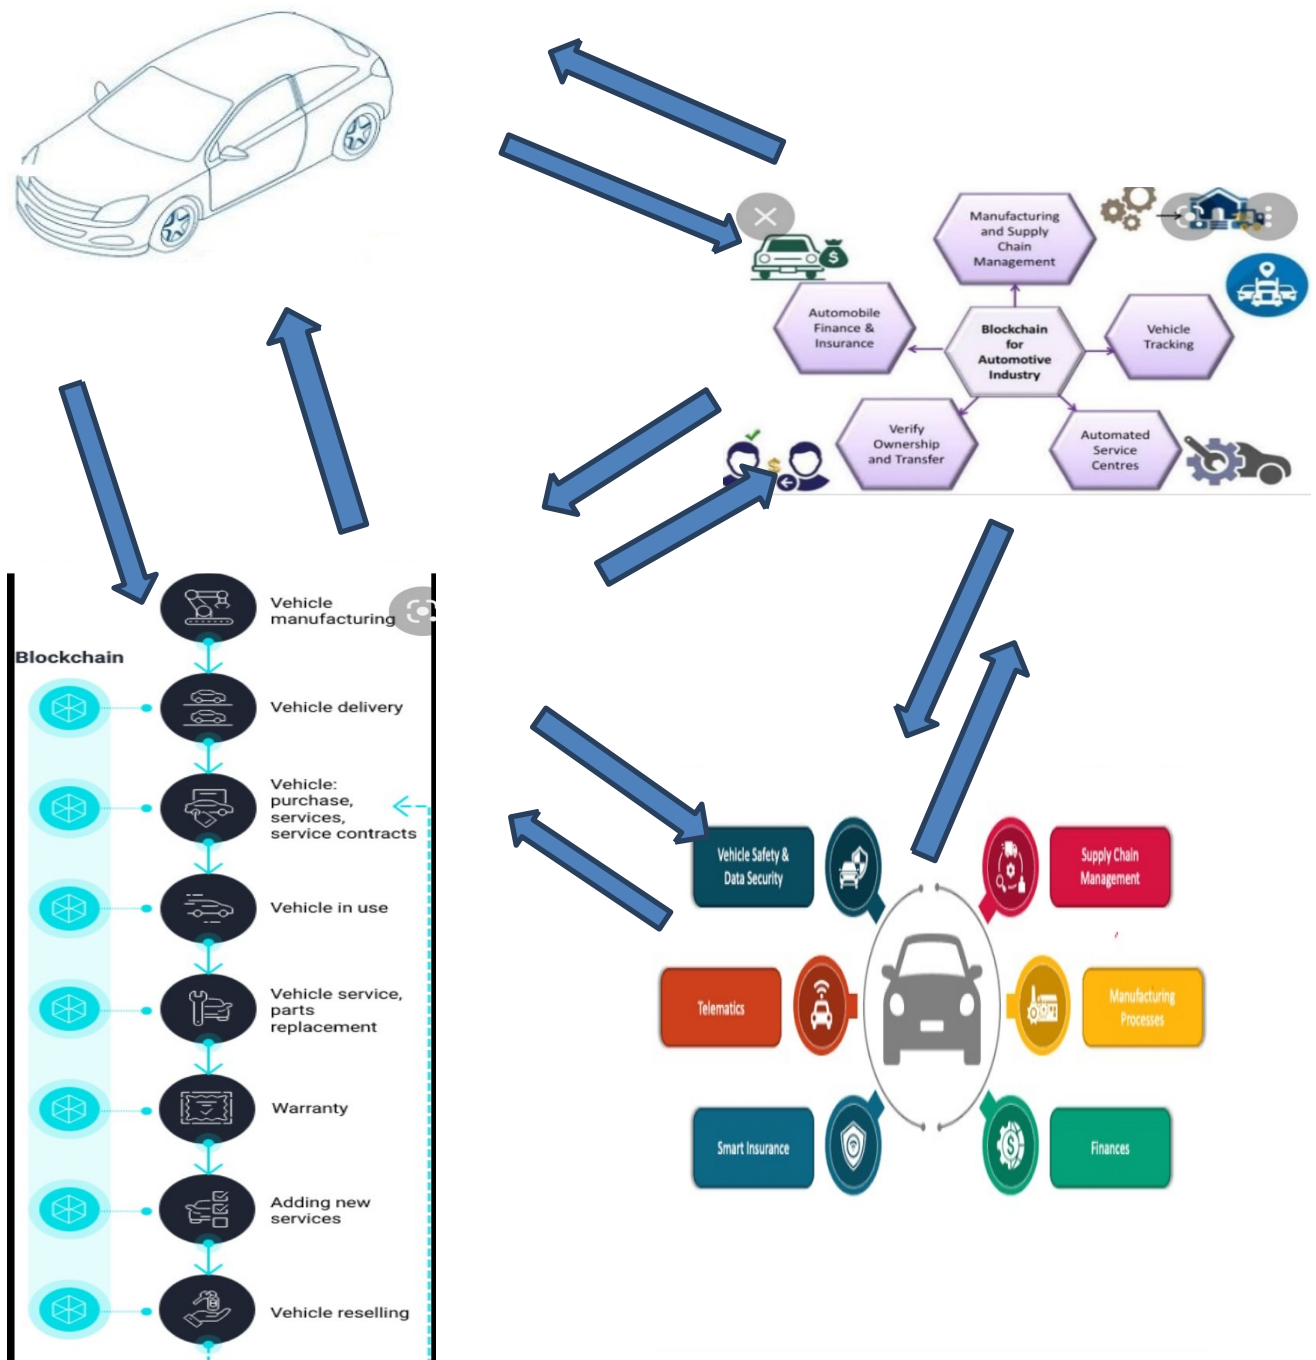 Manufacturing
and Supply
Chain
Management
Automobile
Finance &
Insurance
Blockchain
for
Automotive
Industry
Vehicle
Tracking
Verify
Ownership
and Transfer
Automated
Service
Centres
$
$
Blockchain
Vehicle
manufacturing
Vehicle delivery
Vehicle:
purchase,
services,
service contracts
Vehicle in use
Vehicle service,
parts
replacement
Warranty
Adding new
services
Vehicle reselling
Vehicle Safety &
Data Security
Supply Chain
Management
Telematics
Manufacturing
Processes
Smart Insurance
Finances
$